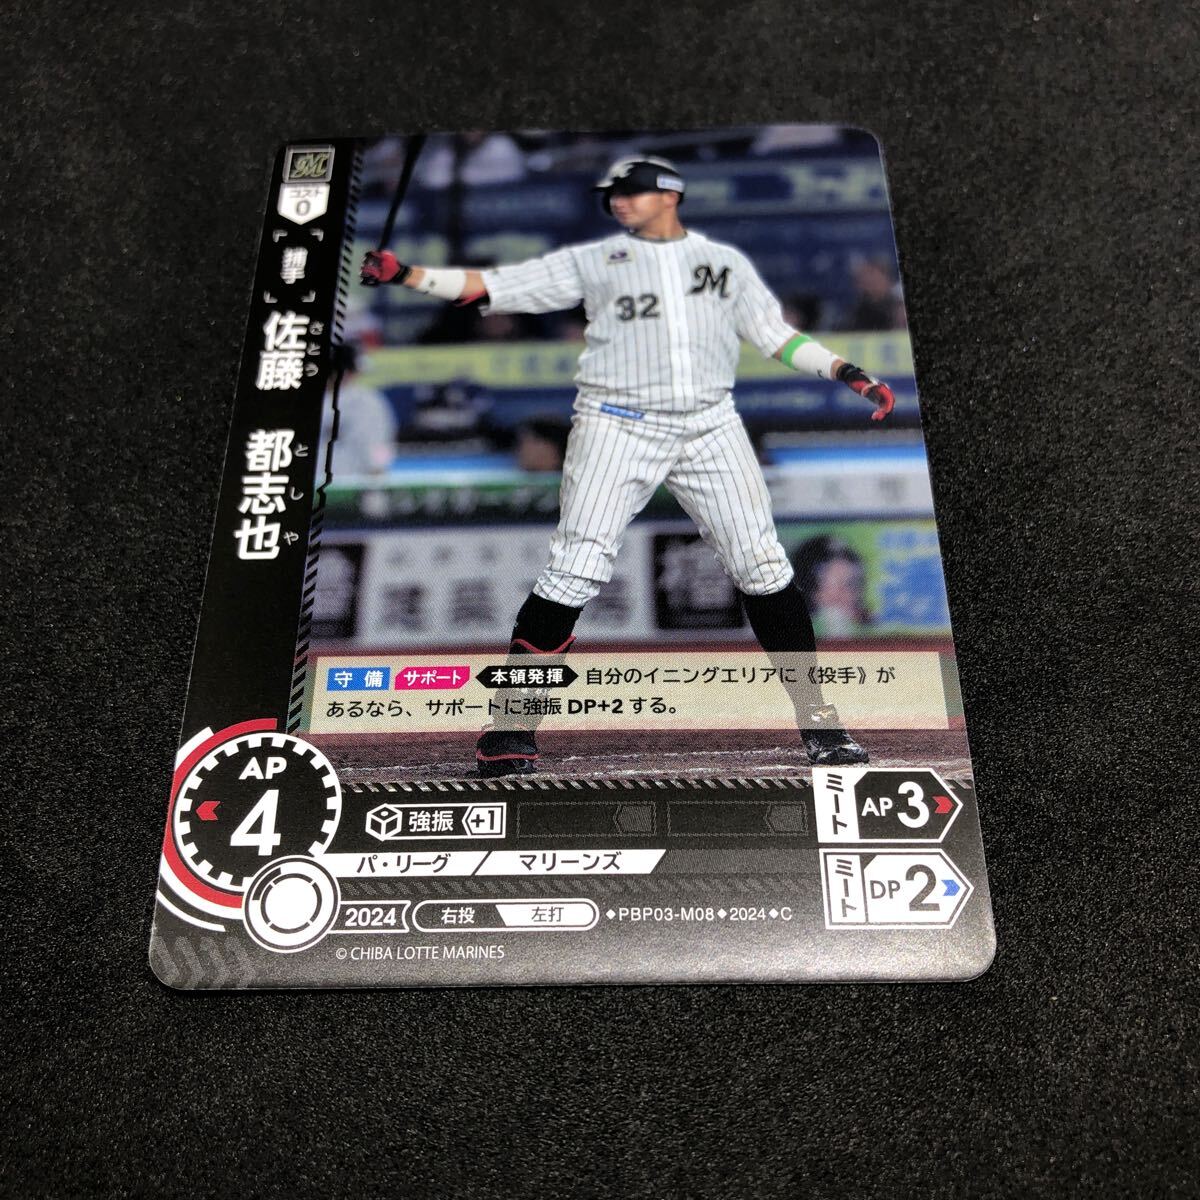 コスト
0
捕手
佐藤 都志也
さとう と し や
M
32
守備 サポート 本領発揮 自分のイニングエリアに《投手》が
あるなら、サポートに強振 DP+2 する。
AP
4
強振 +1
ミート AP 3
パ・リーグ / マリーンズ
ミート DP 2
2024 右投 左打 ◆PBP03-M08◆2024◆C
© CHIBA LOTTE MARINES